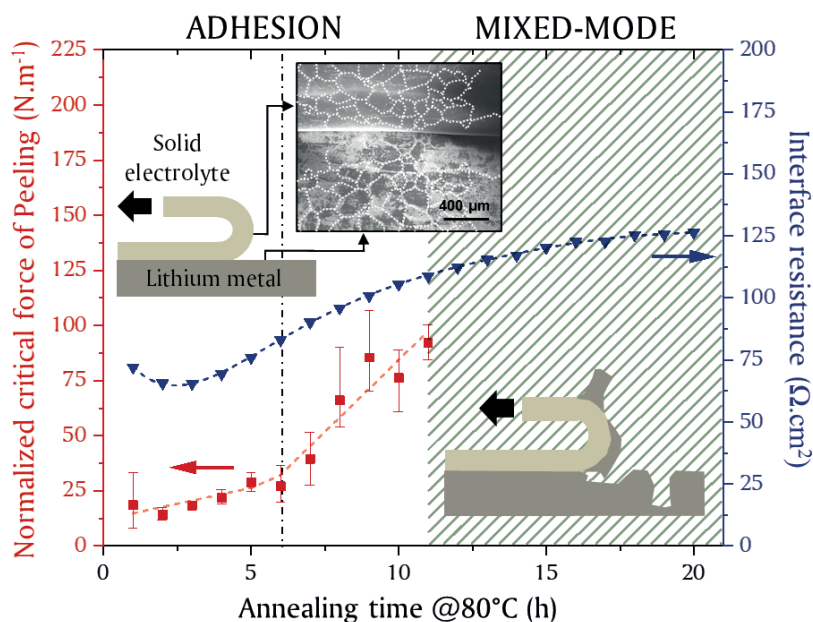 ADHESION
MIXED-MODE
Normalized critical force of Peeling (N.m⁻¹)
225
200
175
150
125
100
75
50
25
0
Solid
electrolyte
Lithium metal
400 µm
200
175
150
125
100
75
50
25
0
Interface resistance (Ω.cm²)
0
5
10
15
20
Annealing time @80°C (h)